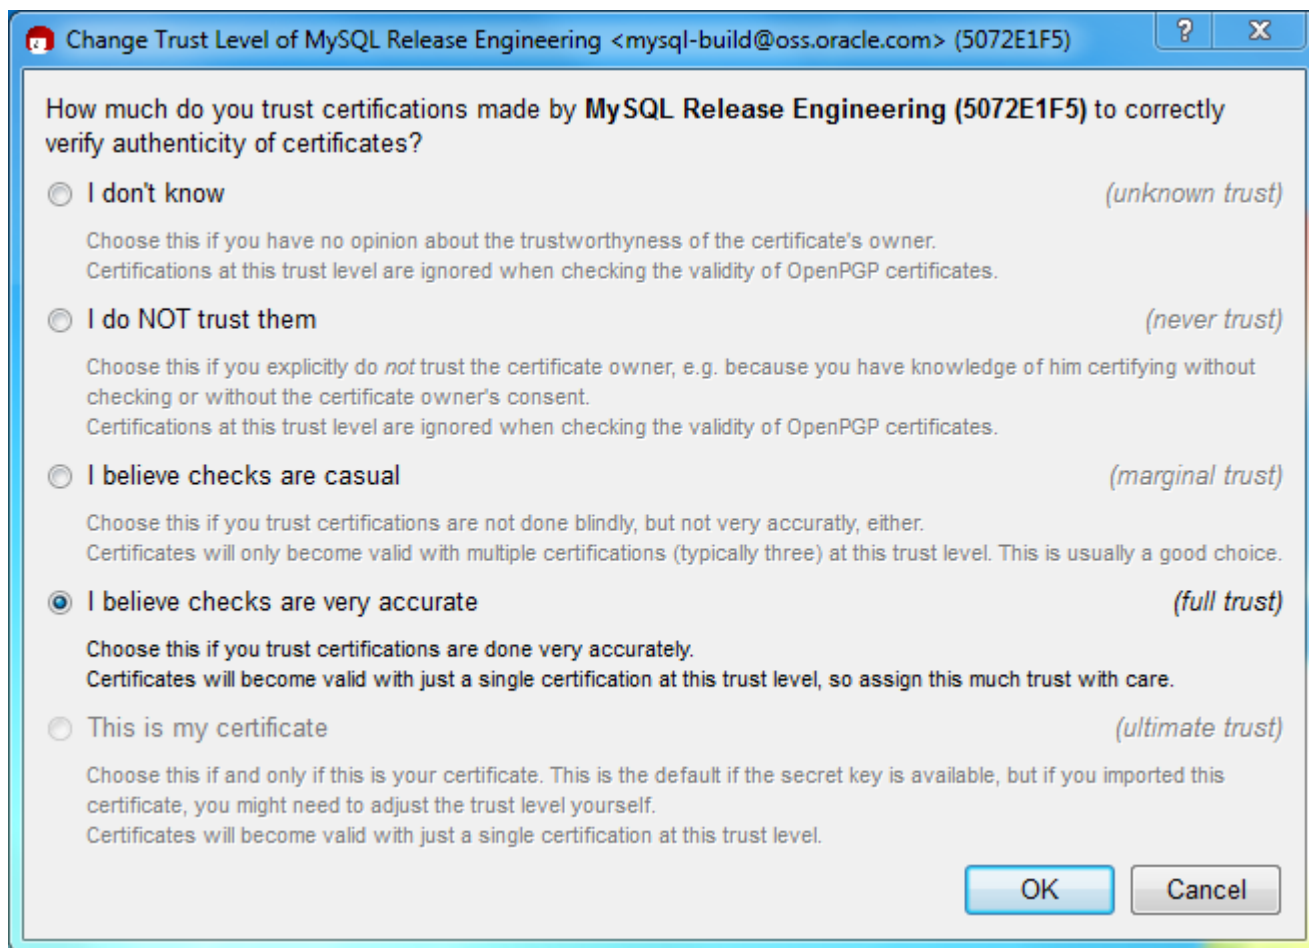 Change Trust Level of MySQL Release Engineering <mysql-build@oss.oracle.com> (5072E1F5)
How much do you trust certifications made by MySQL Release Engineering (5072E1F5) to correctly
verify authenticity of certificates?
I don't know (unknown trust)
Choose this if you have no opinion about the trustworthyness of the certificate's owner.
Certifications at this trust level are ignored when checking the validity of OpenPGP certificates.
I do NOT trust them (never trust)
Choose this if you explicitly do not trust the certificate owner, e.g. because you have knowledge of him certifying without
checking or without the certificate owner's consent.
Certifications at this trust level are ignored when checking the validity of OpenPGP certificates.
I believe checks are casual (marginal trust)
Choose this if you trust certifications are not done blindly, but not very accuratly, either.
Certificates will only become valid with multiple certifications (typically three) at this trust level. This is usually a good choice.
I believe checks are very accurate (full trust)
Choose this if you trust certifications are done very accurately.
Certificates will become valid with just a single certification at this trust level, so assign this much trust with care.
This is my certificate (ultimate trust)
Choose this if and only if this is your certificate. This is the default if the secret key is available, but if you imported this
certificate, you might need to adjust the trust level yourself.
Certificates will become valid with just a single certification at this trust level.
OK Cancel